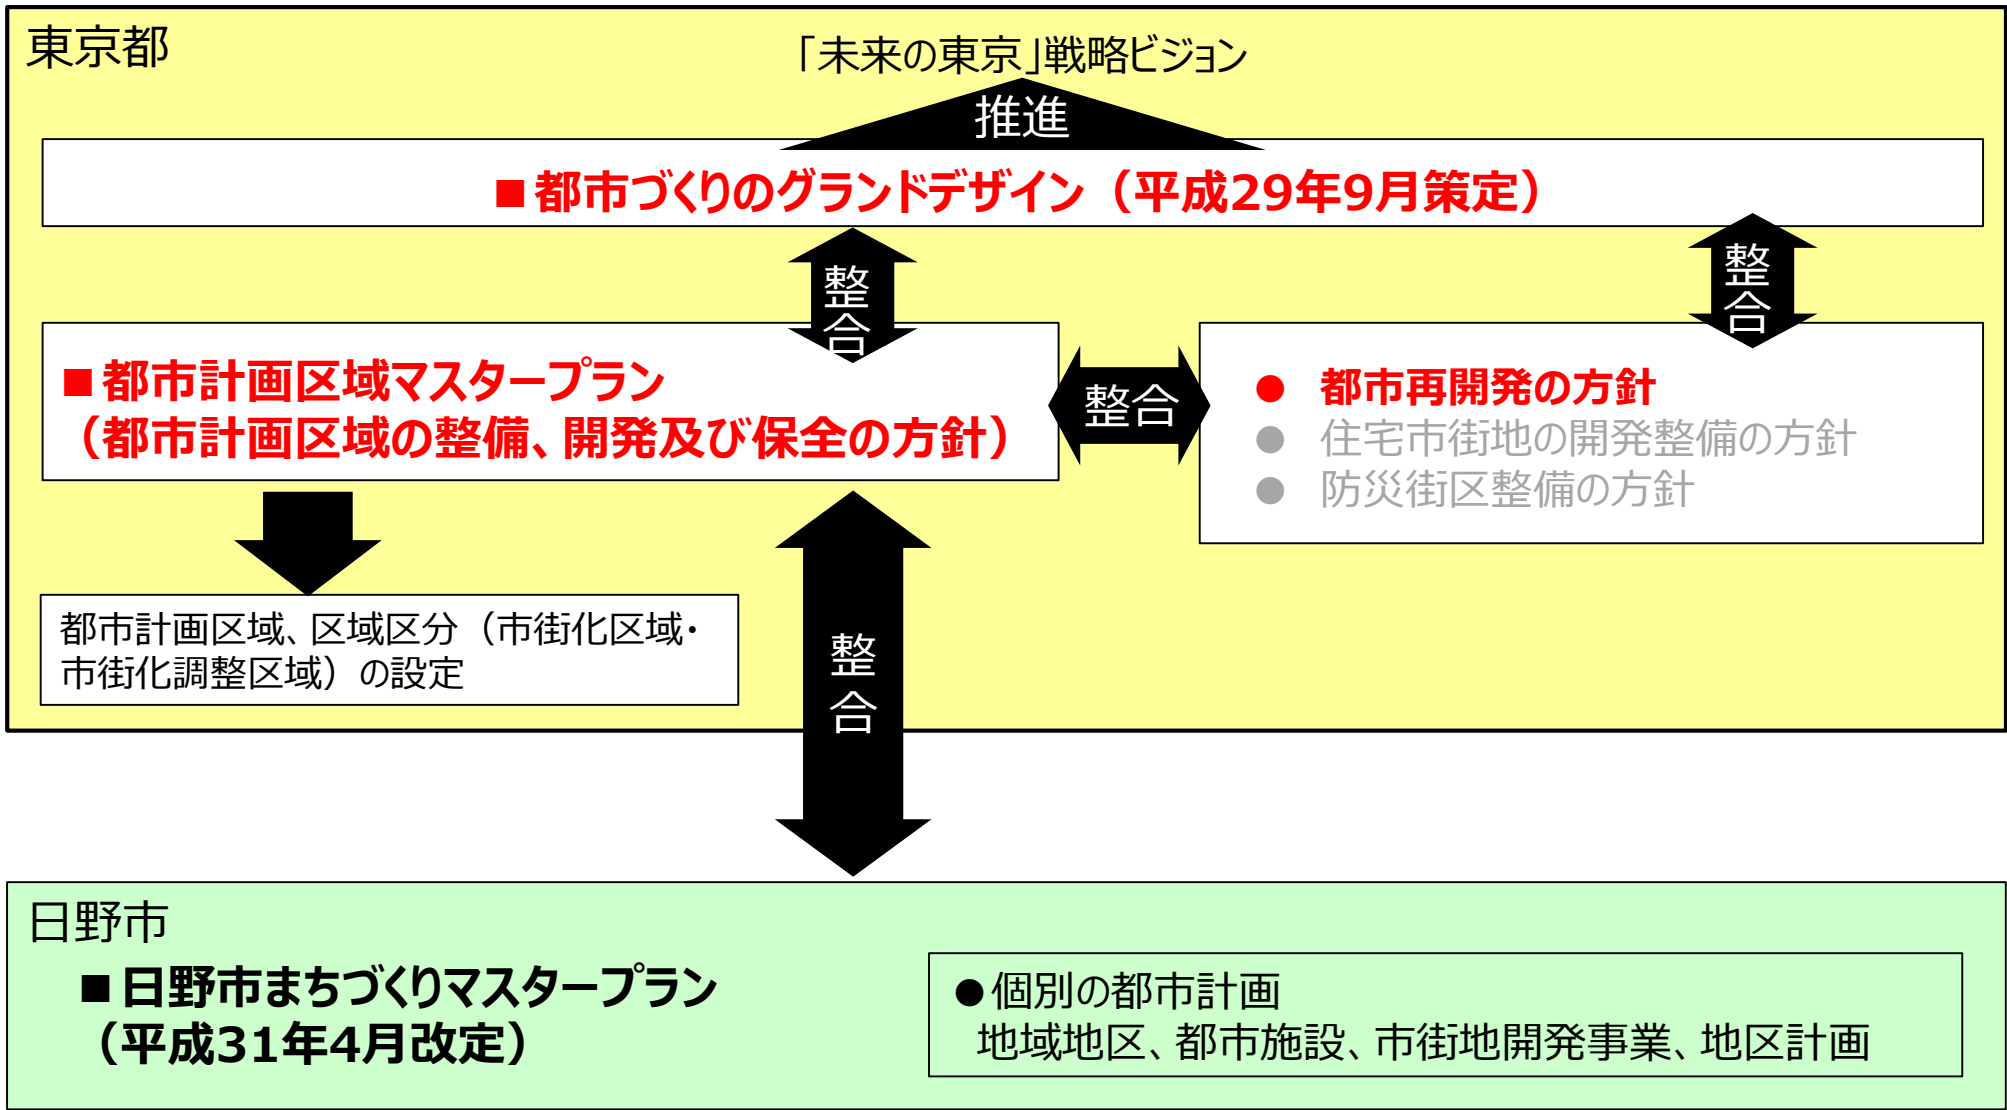 東京都
「未来の東京」戦略ビジョン
推進
■都市づくりのグランドデザイン（平成29年9月策定）
整合
整合
■都市計画区域マスタープラン
（都市計画区域の整備、開発及び保全の方針）
整合
● 都市再開発の方針
● 住宅市街地の開発整備の方針
● 防災街区整備の方針
都市計画区域、区域区分（市街化区域・
市街化調整区域）の設定
整合
日野市
■日野市まちづくりマスタープラン
（平成31年4月改定）
●個別の都市計画
地域地区、都市施設、市街地開発事業、地区計画